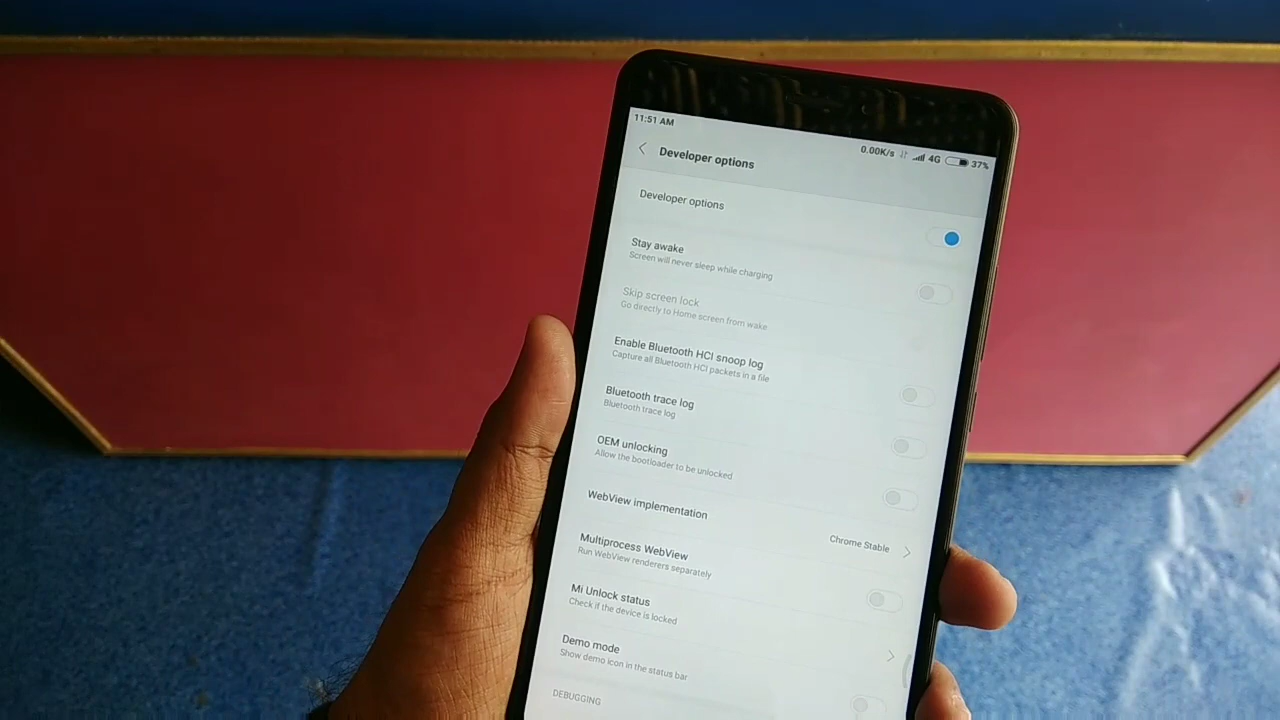 11:51 AM
0.00K/s 4G 37%
Developer options
Developer options
Stay awake
Screen will never sleep while charging
Skip screen lock
Go directly to Home screen from wake
Enable Bluetooth HCI snoop log
Capture all Bluetooth HCI packets in a file
Bluetooth trace log
Bluetooth trace log
OEM unlocking
Allow the bootloader to be unlocked
WebView implementation
Chrome Stable
Multiprocess WebView
Run WebView renderers separately
Mi Unlock status
Check if the device is locked
Demo mode
Show demo icon in the status bar
DEBUGGING